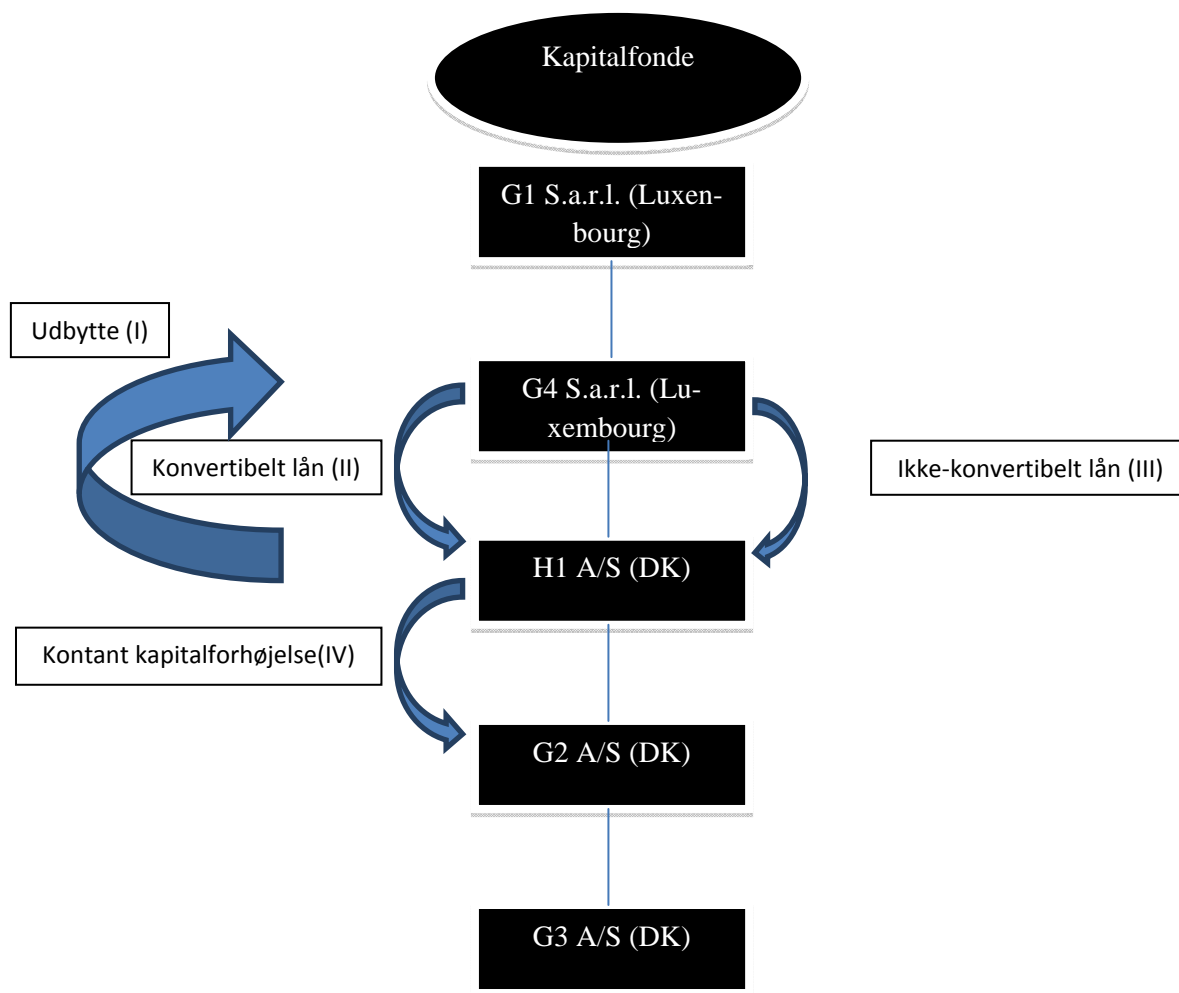 Kapitalfonde
G1 S.a.r.l. (Luxen-
bourg)
Udbytte (I)
G4 S.a.r.l. (Lu-
xembourg)
Konvertibelt lån (II)
Ikke-konvertibelt lån (III)
H1 A/S (DK)
Kontant kapitalforhøjelse(IV)
G2 A/S (DK)
G3 A/S (DK)